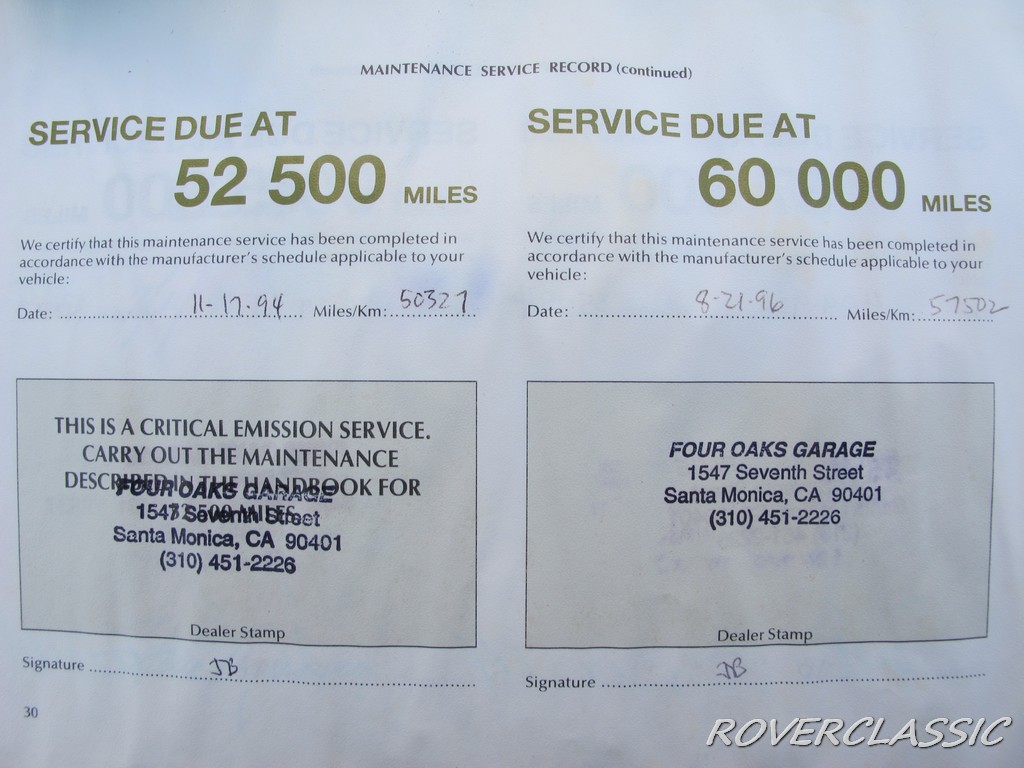 MAINTENANCE SERVICE RECORD (continued)
SERVICE DUE AT
52 500 MILES
We certify that this maintenance service has been completed in
accordance with the manufacturer's schedule applicable to your
vehicle:
Date: 11-17-94 Miles/Km: 50327
THIS IS A CRITICAL EMISSION SERVICE.
CARRY OUT THE MAINTENANCE
DESCRIBED IN THE HANDBOOK FOR
FOUR OAKS GARAGE
1547 Seventh Street
Santa Monica, CA 90401
(310) 451-2226
Dealer Stamp
Signature JB
30
SERVICE DUE AT
60 000 MILES
We certify that this maintenance service has been completed in
accordance with the manufacturer's schedule applicable to your
vehicle:
Date: 8-21-96 Miles/Km: 57502
FOUR OAKS GARAGE
1547 Seventh Street
Santa Monica, CA 90401
(310) 451-2226
Dealer Stamp
Signature JB
ROVERCLASSIC